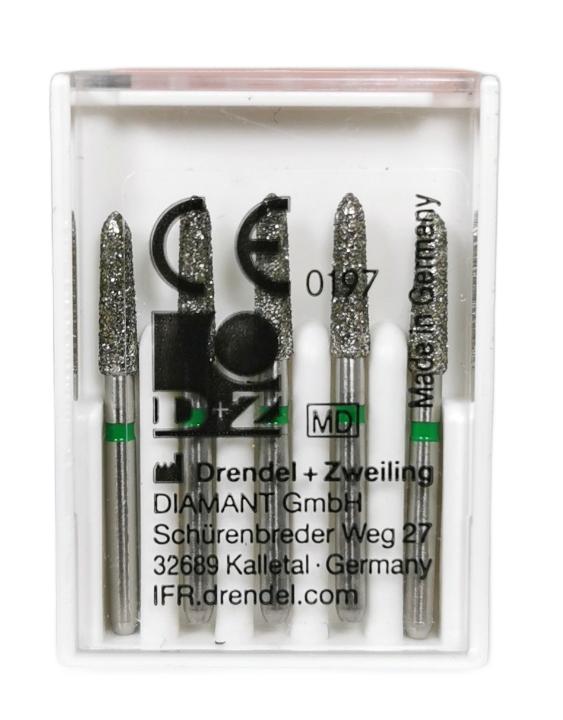 CE 0197
Made in Germany
D+Z
MD
Drendel + Zweiling
DIAMANT GmbH
Schürenbreder Weg 27
32689 Kalletal · Germany
IFR.drendel.com